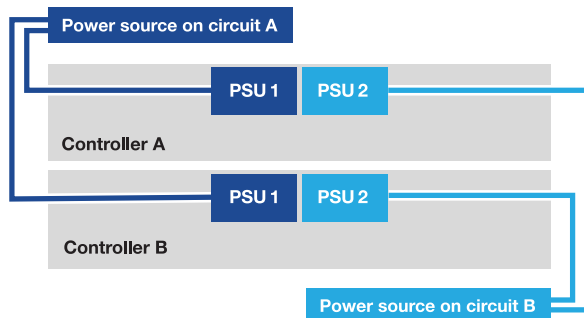 Power source on circuit A
PSU 1
PSU 2
Controller A
PSU 1
PSU 2
Controller B
Power source on circuit B